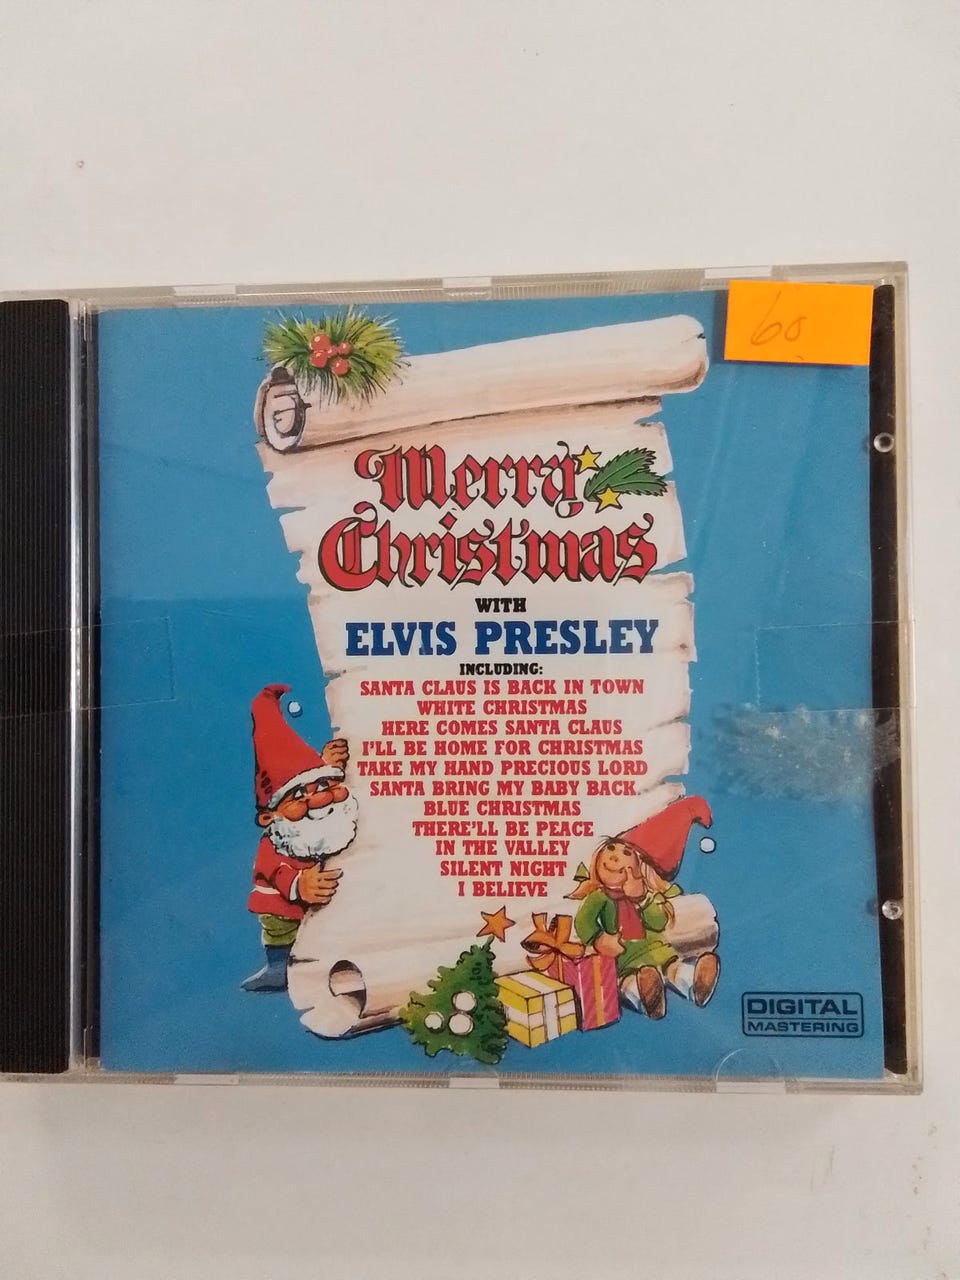 60
Merry
Christmas
WITH
ELVIS PRESLEY
INCLUDING:
SANTA CLAUS IS BACK IN TOWN
WHITE CHRISTMAS
HERE COMES SANTA CLAUS
I'LL BE HOME FOR CHRISTMAS
TAKE MY HAND PRECIOUS LORD
SANTA BRING MY BABY BACK.
BLUE CHRISTMAS
THERE'LL BE PEACE
IN THE VALLEY
SILENT NIGHT
I BELIEVE
DIGITAL
MASTERING